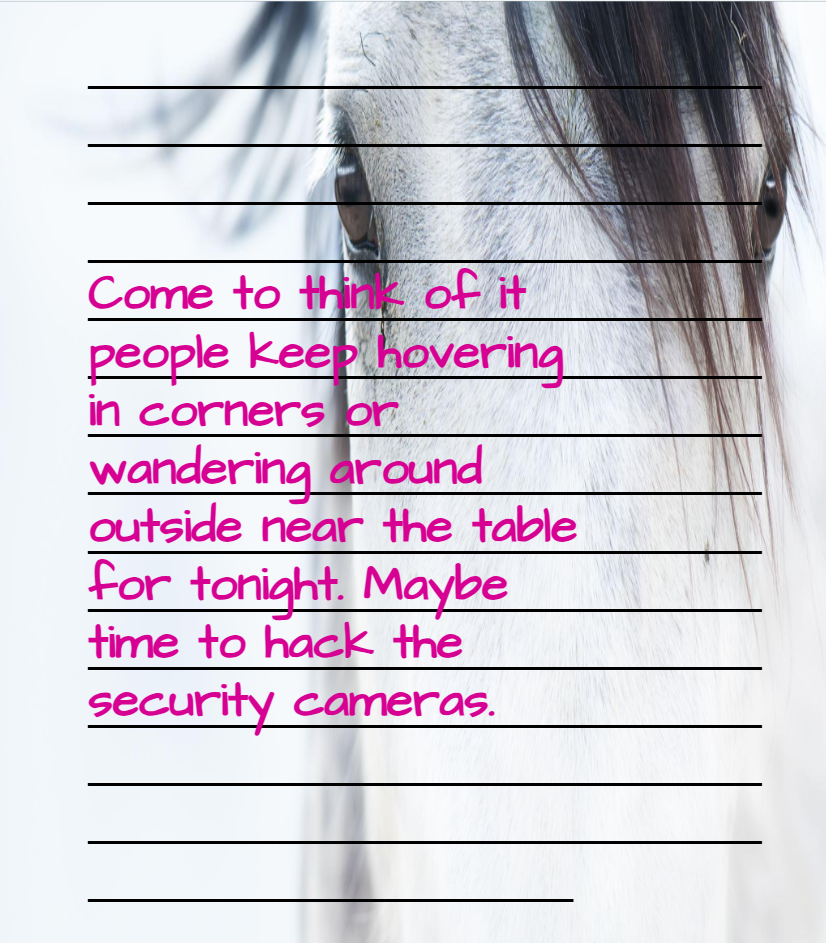 Come to think of it
people keep hovering
in corners or
wandering around
outside near the table
for tonight. Maybe
time to hack the
security cameras.